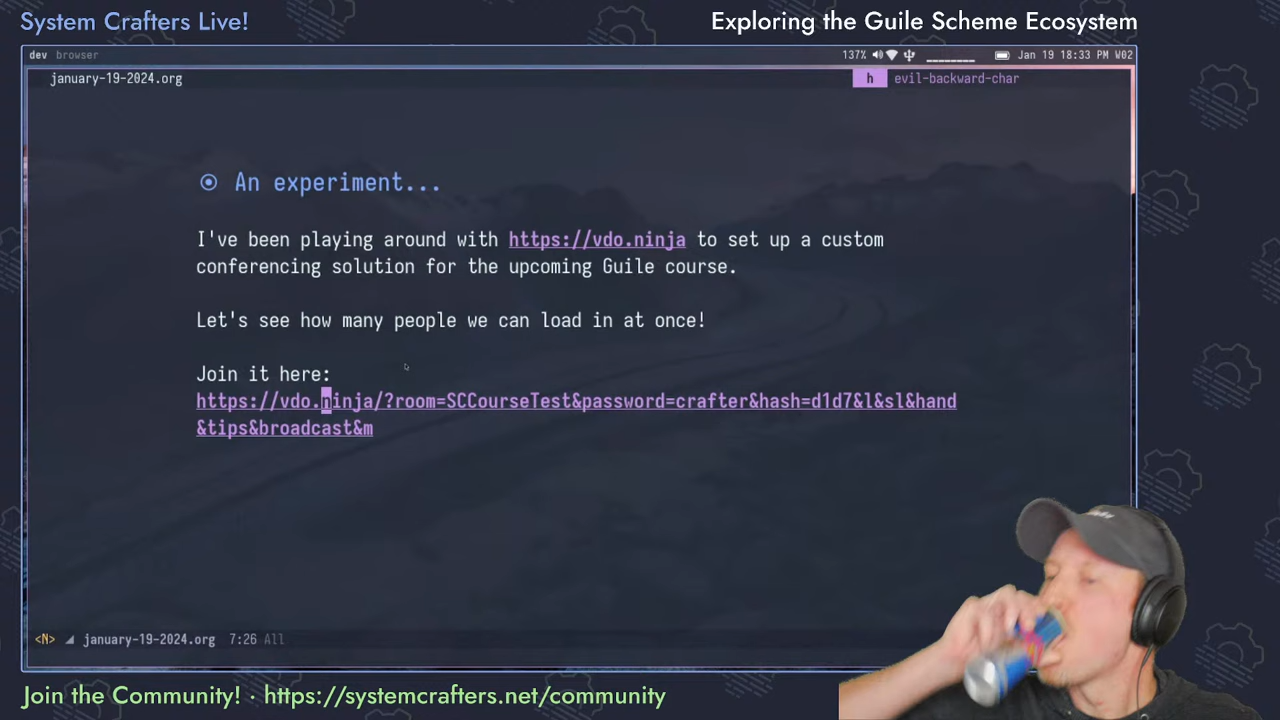 System Crafters Live!
Exploring the Guile Scheme Ecosystem
dev browser
137% Jan 19 18:33 PM W02
january-19-2024.org
h evil-backward-char
An experiment...
I've been playing around with https://vdo.ninja to set up a custom
conferencing solution for the upcoming Guile course.
Let's see how many people we can load in at once!
Join it here:
https://vdo.ninja/?room=SCCourseTest&password=crafter&hash=d1d7&l&sl&hand
&tips&broadcast&m
<N> january-19-2024.org 7:26 All
Join the Community! · https://systemcrafters.net/community